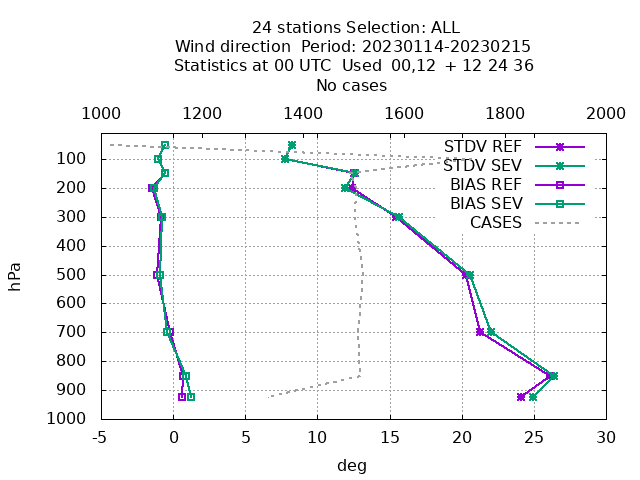 24 stations Selection: ALL
Wind direction  Period: 20230114-20230215
Statistics at 00 UTC  Used  00,12  + 12 24 36
No cases
1000 1200 1400 1600 1800 2000
STDV REF
STDV SEV
BIAS REF
BIAS SEV
CASES
100
200
300
400
500
600
700
800
900
1000
hPa
-5 0 5 10 15 20 25 30
deg